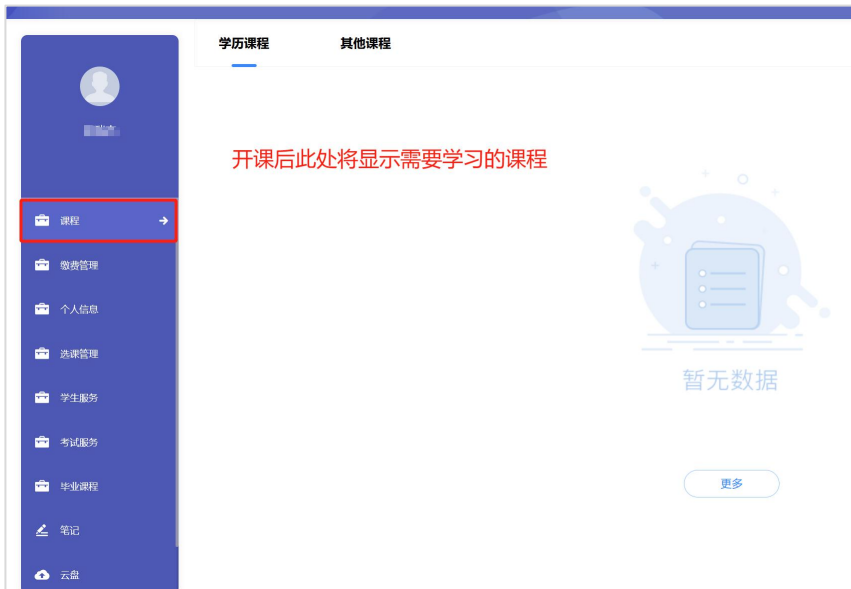 学历课程
其他课程
开课后此处将显示需要学习的课程
课程
缴费管理
个人信息
选课管理
学生服务
考试服务
毕业课程
笔记
云盘
暂无数据
更多